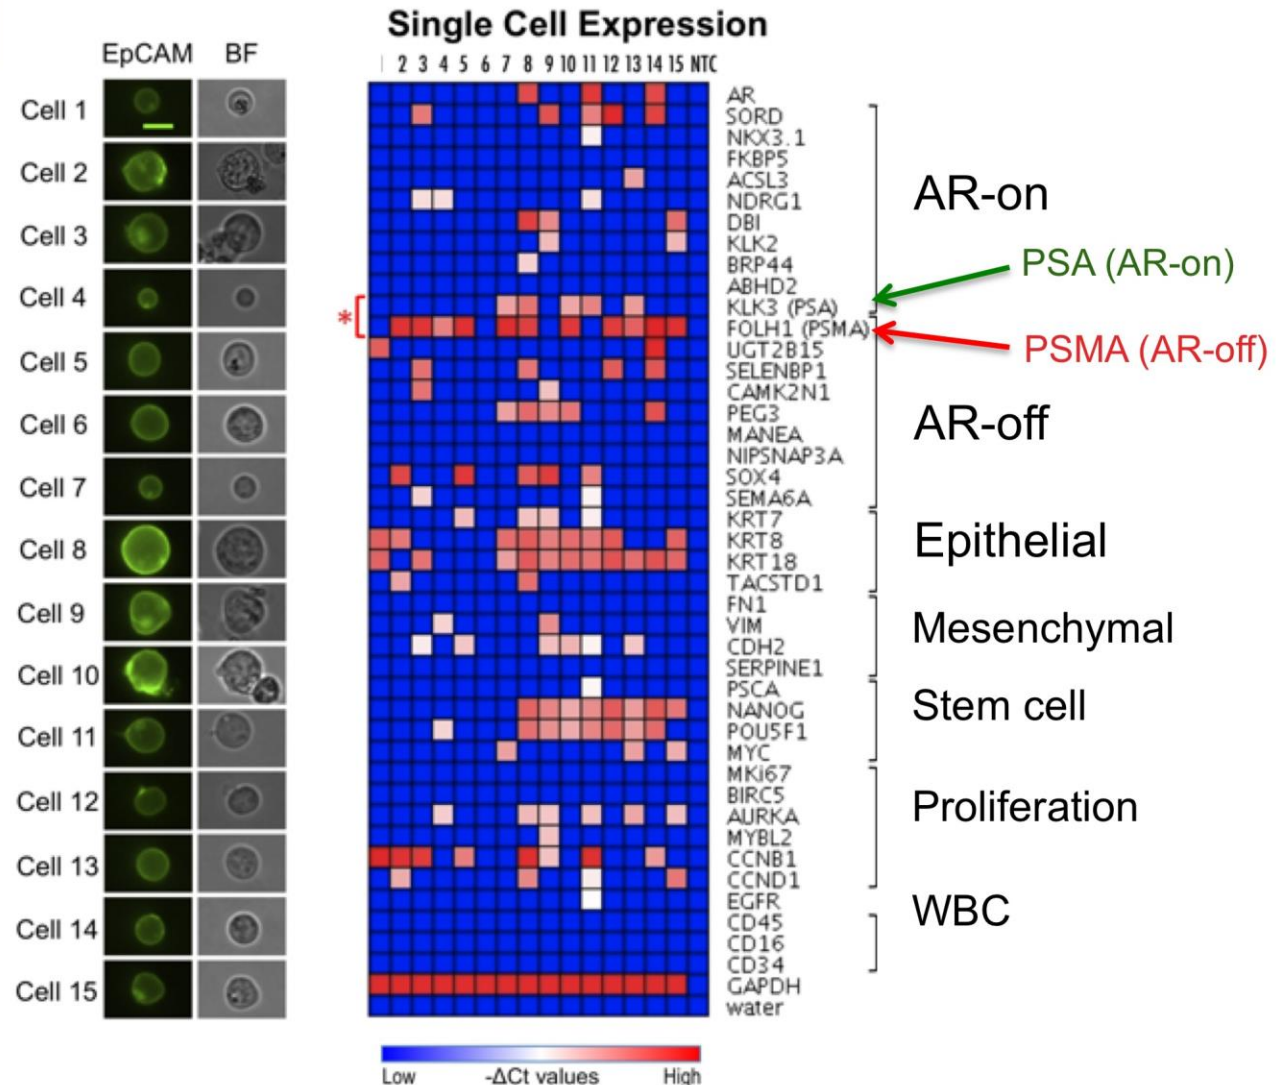 Single Cell Expression
EpCAM BF
2 3 4 5 6 7 8 9 10 11 12 13 14 15 NTC
Cell 1
Cell 2
Cell 3
Cell 4
Cell 5
Cell 6
Cell 7
Cell 8
Cell 9
Cell 10
Cell 11
Cell 12
Cell 13
Cell 14
Cell 15
*
AR
SORD
NKX3.1
FKBP5
ACSL3
NDRG1
DBI
KLK2
BRP44
ABHD2
KLK3 (PSA)
FOLH1 (PSMA)
UGT2B15
SELENBP1
CAMK2N1
PEG3
MANEA
NIPSNAP3A
SOX4
SEMA6A
KRT7
KRT8
KRT18
TACSTD1
FN1
VIM
CDH2
SERPINE1
PSCA
NANOG
POU5F1
MYC
MKi67
BIRC5
AURKA
MYBL2
CCNB1
CCND1
EGFR
CD45
CD16
CD34
GAPDH
water
AR-on
PSA (AR-on)
PSMA (AR-off)
AR-off
Epithelial
Mesenchymal
Stem cell
Proliferation
WBC
Low -ΔCt values High